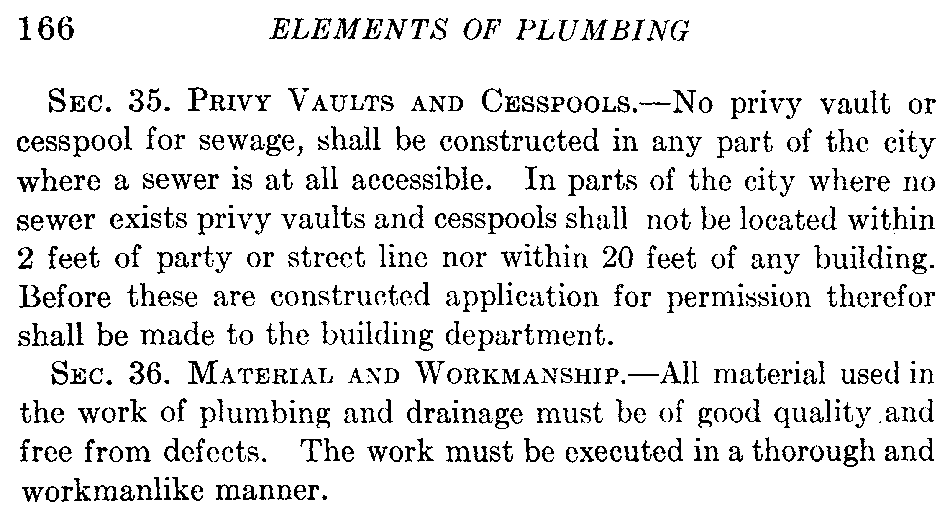 166 ELEMENTS OF PLUMBING
SEC. 35. PRIVY VAULTS AND CESSPOOLS.—No privy vault or
cesspool for sewage, shall be constructed in any part of the city
where a sewer is at all accessible. In parts of the city where no
sewer exists privy vaults and cesspools shall not be located within
2 feet of party or street line nor within 20 feet of any building.
Before these are constructed application for permission therefor
shall be made to the building department.
SEC. 36. MATERIAL AND WORKMANSHIP.—All material used in
the work of plumbing and drainage must be of good quality and
free from defects. The work must be executed in a thorough and
workmanlike manner.